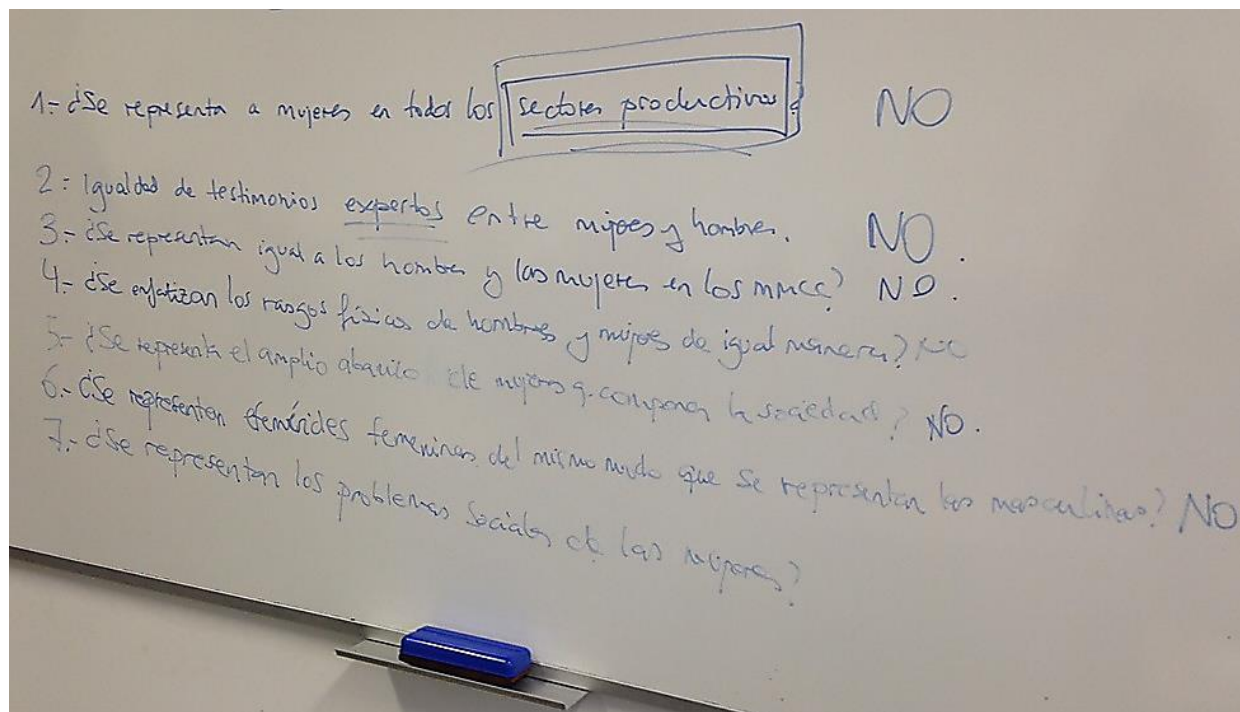 1.- ¿Se representa a mujeres en todos los sectores productivos? NO
2.- Igualdad de testimonios expertos entre mujeres y hombres. NO.
3.- ¿Se representan igual a los hombres y las mujeres en los MMCC? NO.
4.- ¿Se enfatizan los rasgos físicos de hombres y mujeres de igual manera? NO
5.- ¿Se representa el amplio abanico de mujeres q. componen la sociedad? NO.
6.- ¿Se representan efemérides femeninas del mismo modo que se representan las masculinas? NO
7.- ¿Se representan los problemas sociales de las mujeres?